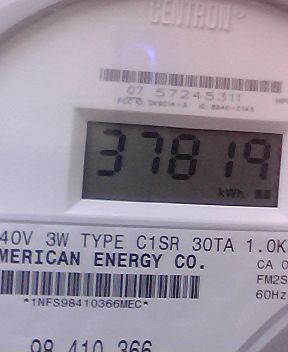 CENTRON®
07 57245311
37819
kWh
40V 3W TYPE C1SR 30TA 1.0K
MERICAN ENERGY CO.
CA 0
FM2S
60Hz
*1NFS98410366MEC*
98 410 366